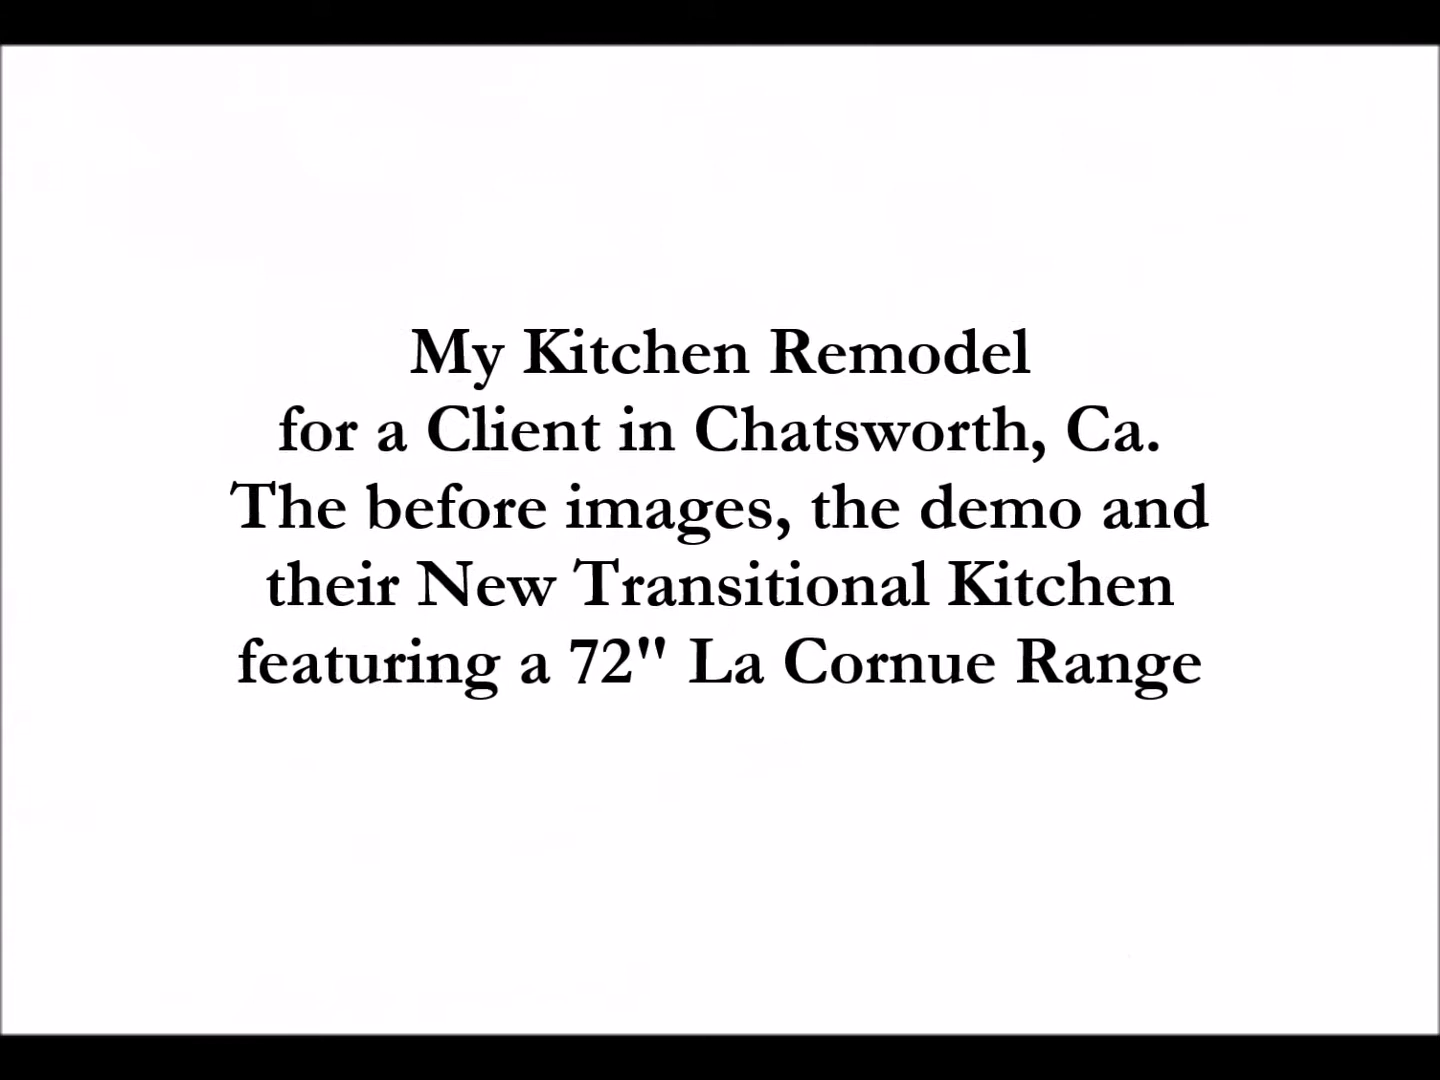 My Kitchen Remodel
for a Client in Chatsworth, Ca.
The before images, the demo and
their New Transitional Kitchen
featuring a 72" La Cornue Range